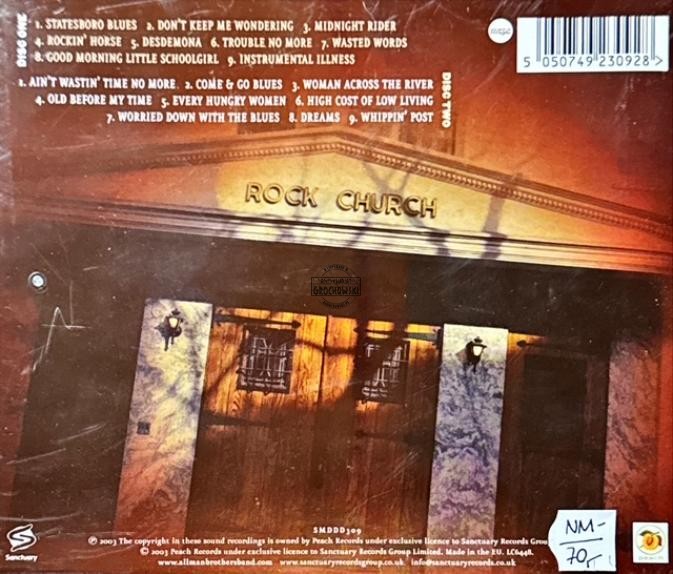 DISC ONE
1. STATESBORO BLUES 2. DON'T KEEP ME WONDERING 3. MIDNIGHT RIDER
4. ROCKIN' HORSE 5. DESDEMONA 6. TROUBLE NO MORE 7. WASTED WORDS
8. GOOD MORNING LITTLE SCHOOLGIRL 9. INSTRUMENTAL ILLNESS
5 050749 230928 >
1. AIN'T WASTIN' TIME NO MORE 2. COME & GO BLUES 3. WOMAN ACROSS THE RIVER
4. OLD BEFORE MY TIME 5. EVERY HUNGRY WOMEN 6. HIGH COST OF LOW LIVING
7. WORRIED DOWN WITH THE BLUES 8. DREAMS 9. WHIPPIN' POST
DISC TWO
ROCK CHURCH
SMDDD309
℗ 2003 The copyright in these sound recordings is owned by Peach Records under exclusive licence to Sanctuary Records Grou
© 2003 Peach Records under exclusive licence to Sanctuary Records Group Limited. Made in the EU. LC6448.
www.allmanbrothersband.com www.sanctuaryrecordsgroup.co.uk info@sanctuaryrecords.co.uk
Sanctuary
NM-
70,-
peach